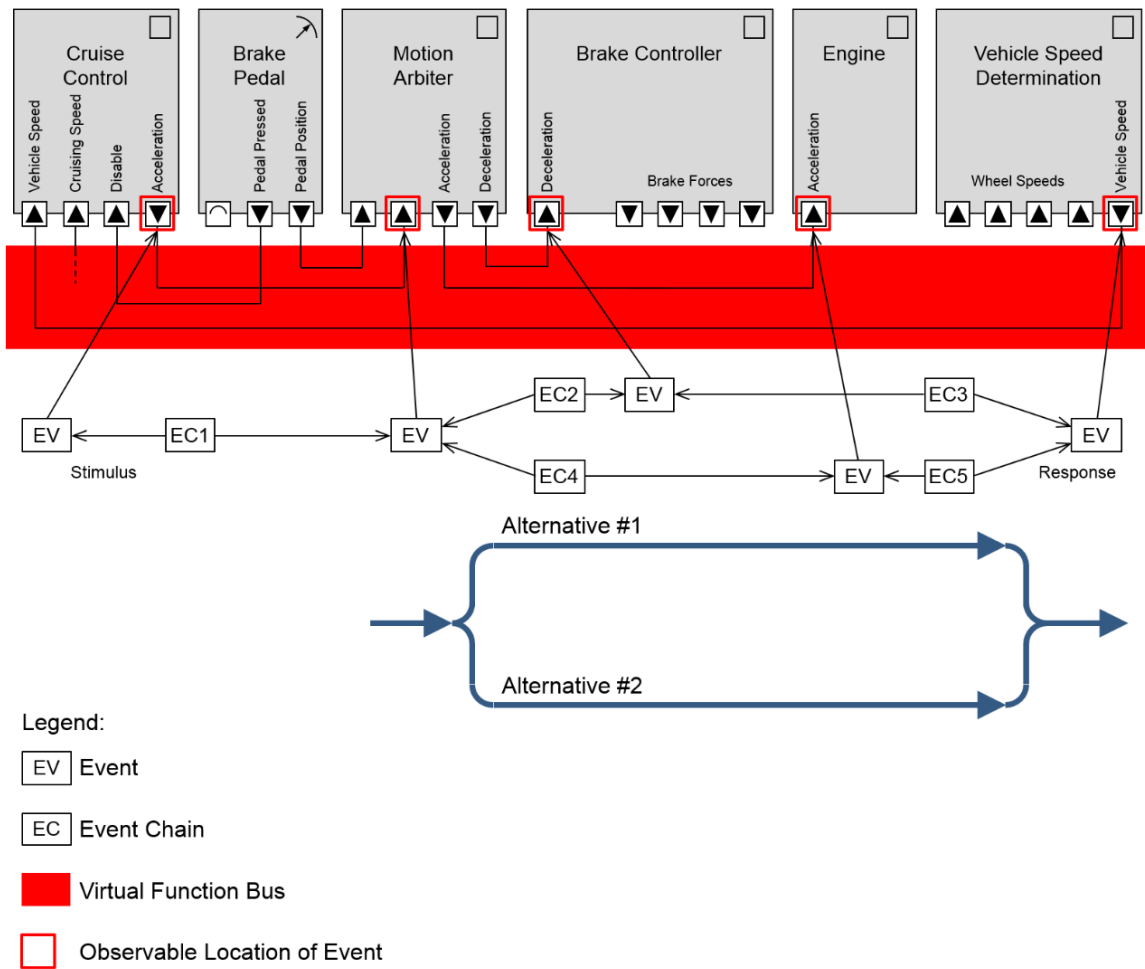 Cruise
Control
Brake
Pedal
Motion
Arbiter
Brake Controller
Engine
Vehicle Speed
Determination
Vehicle Speed
Cruising Speed
Disable
Acceleration
Pedal Pressed
Pedal Position
Acceleration
Deceleration
Deceleration
Brake Forces
Acceleration
Wheel Speeds
Vehicle Speed
EC2
EV
EC3
EV
EC1
EV
EV
Stimulus
EC4
EV
EC5
Response
Alternative #1
Alternative #2
Legend:
EV Event
EC Event Chain
Virtual Function Bus
Observable Location of Event